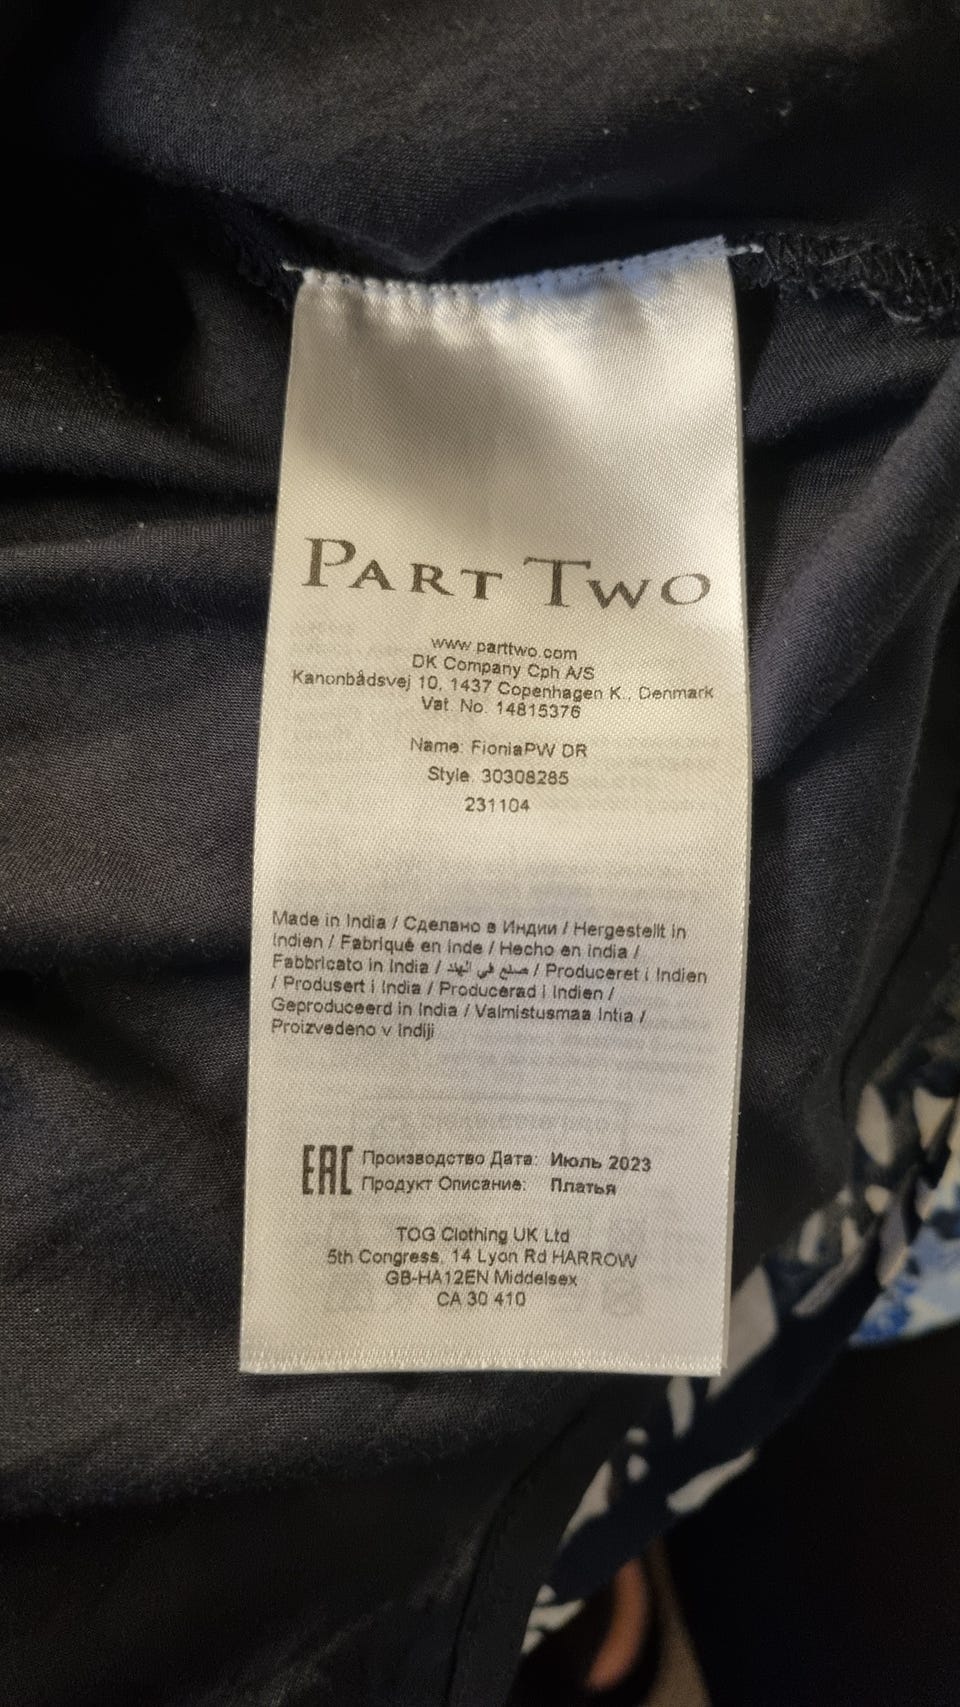 PART TWO
www.parttwo.com
DK Company Cph A/S
Kanonbådsvej 10, 1437 Copenhagen K., Denmark
Vat. No. 14815376
Name: FioniaPW DR
Style. 30308285
231104
Made in India / Сделано в Индии / Hergestellt in
Indien / Fabriqué en Inde / Hecho en india /
Fabbricato in India / صنع في الهند / Produceret i Indien
/ Produsert i India / Producerad i Indien /
Geproduceerd in India / Valmistusmaa Intia /
Proizvedeno v Indiji
EAC Производство Дата: Июль 2023
Продукт Описание: Платья
TOG Clothing UK Ltd
5th Congress, 14 Lyon Rd HARROW
GB-HA12EN Middelsex
CA 30 410